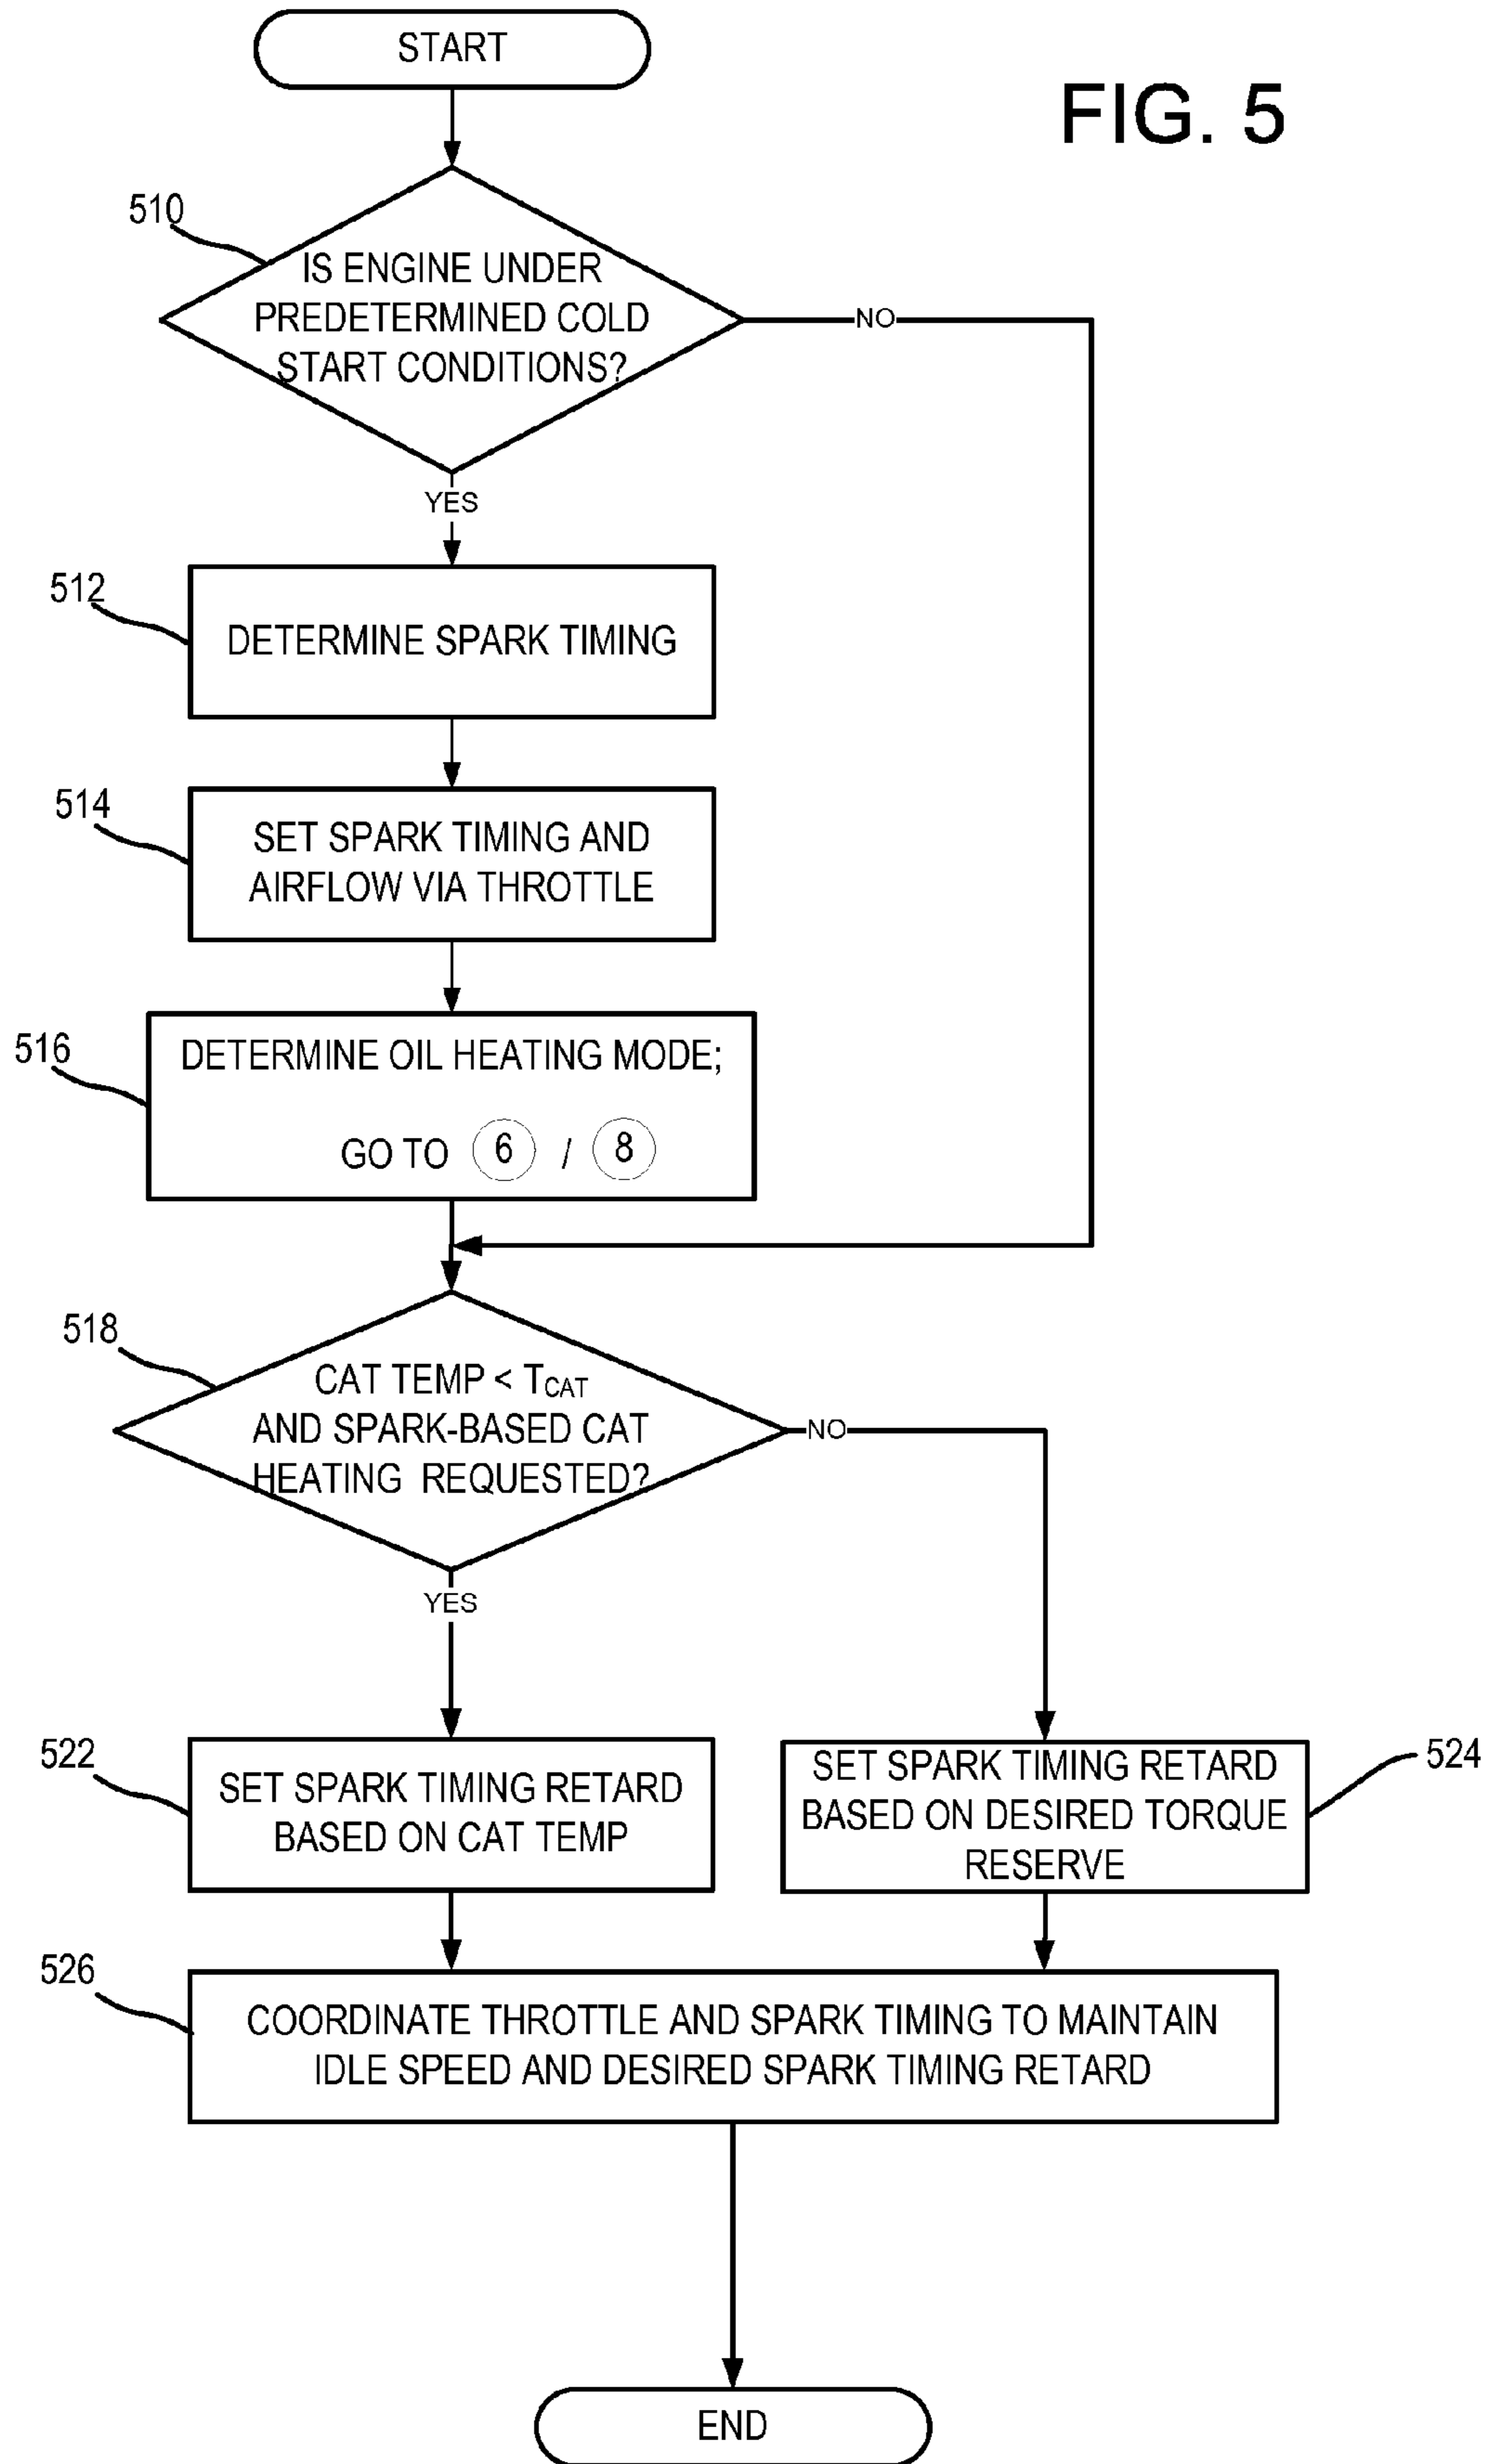 START
FIG. 5
510
IS ENGINE UNDER
PREDETERMINED COLD
START CONDITIONS?
NO
YES
512
DETERMINE SPARK TIMING
514
SET SPARK TIMING AND
AIRFLOW VIA THROTTLE
516
DETERMINE OIL HEATING MODE;
GO TO 6 / 8
518
CAT TEMP < TCAT
AND SPARK-BASED CAT
HEATING REQUESTED?
NO
YES
522
SET SPARK TIMING RETARD
BASED ON CAT TEMP
524
SET SPARK TIMING RETARD
BASED ON DESIRED TORQUE
RESERVE
526
COORDINATE THROTTLE AND SPARK TIMING TO MAINTAIN
IDLE SPEED AND DESIRED SPARK TIMING RETARD
END